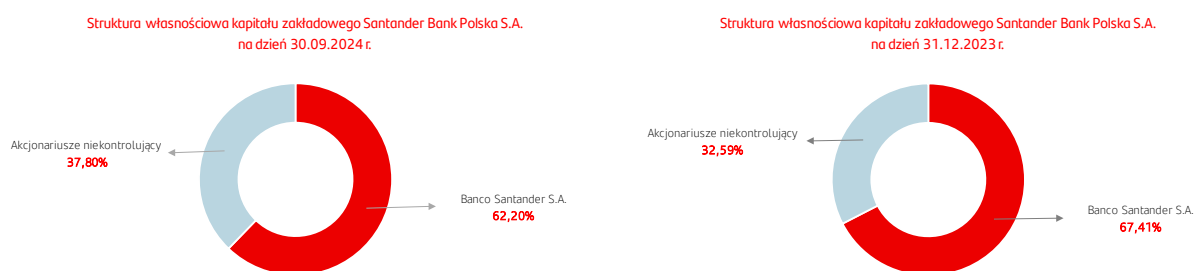 Struktura własnościowa kapitału zakładowego Santander Bank Polska S.A.
na dzień 30.09.2024 r.
Akcjonariusze niekontrolujący
37,80%
Banco Santander S.A.
62,20%
Struktura własnościowa kapitału zakładowego Santander Bank Polska S.A.
na dzień 31.12.2023 r.
Akcjonariusze niekontrolujący
32,59%
Banco Santander S.A.
67,41%